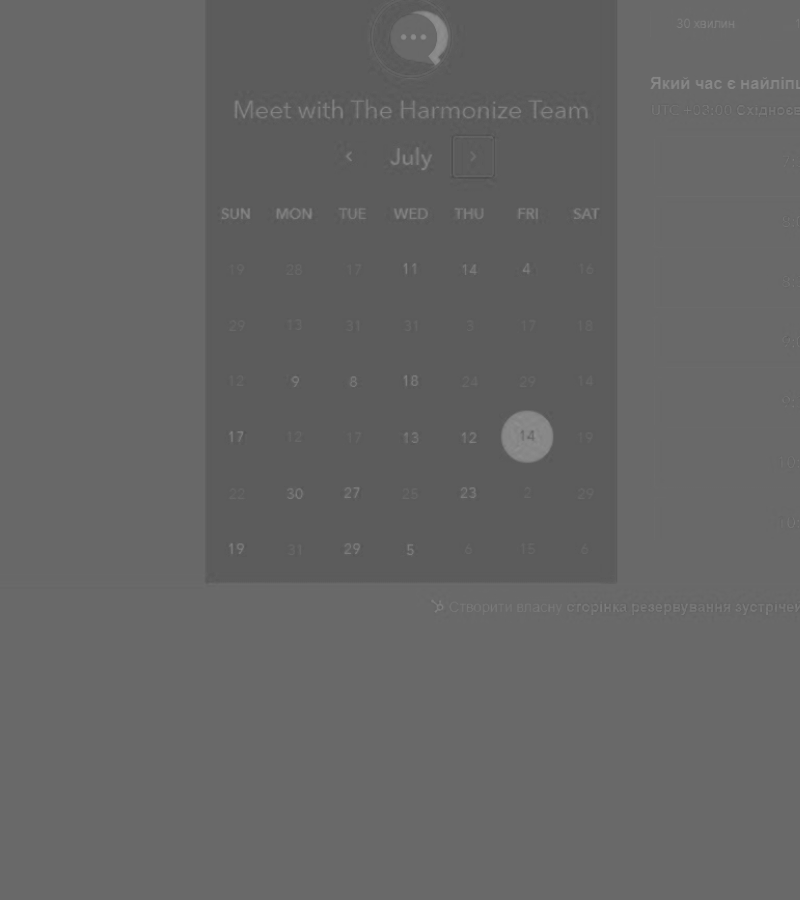 30 хвилин
Який час є найліпш
UTC +03:00 Східноєв
Meet with The Harmonize Team
July
SUN MON TUE WED THU FRI SAT
19 28 17 11 14 4 16
29 13 31 31 3 17 18
12 9 8 18 24 29 14
17 12 17 13 12 14 19
22 30 27 25 23 2 29
19 31 29 5 6 15 6
Створити власну сторінка резервування зустрічей